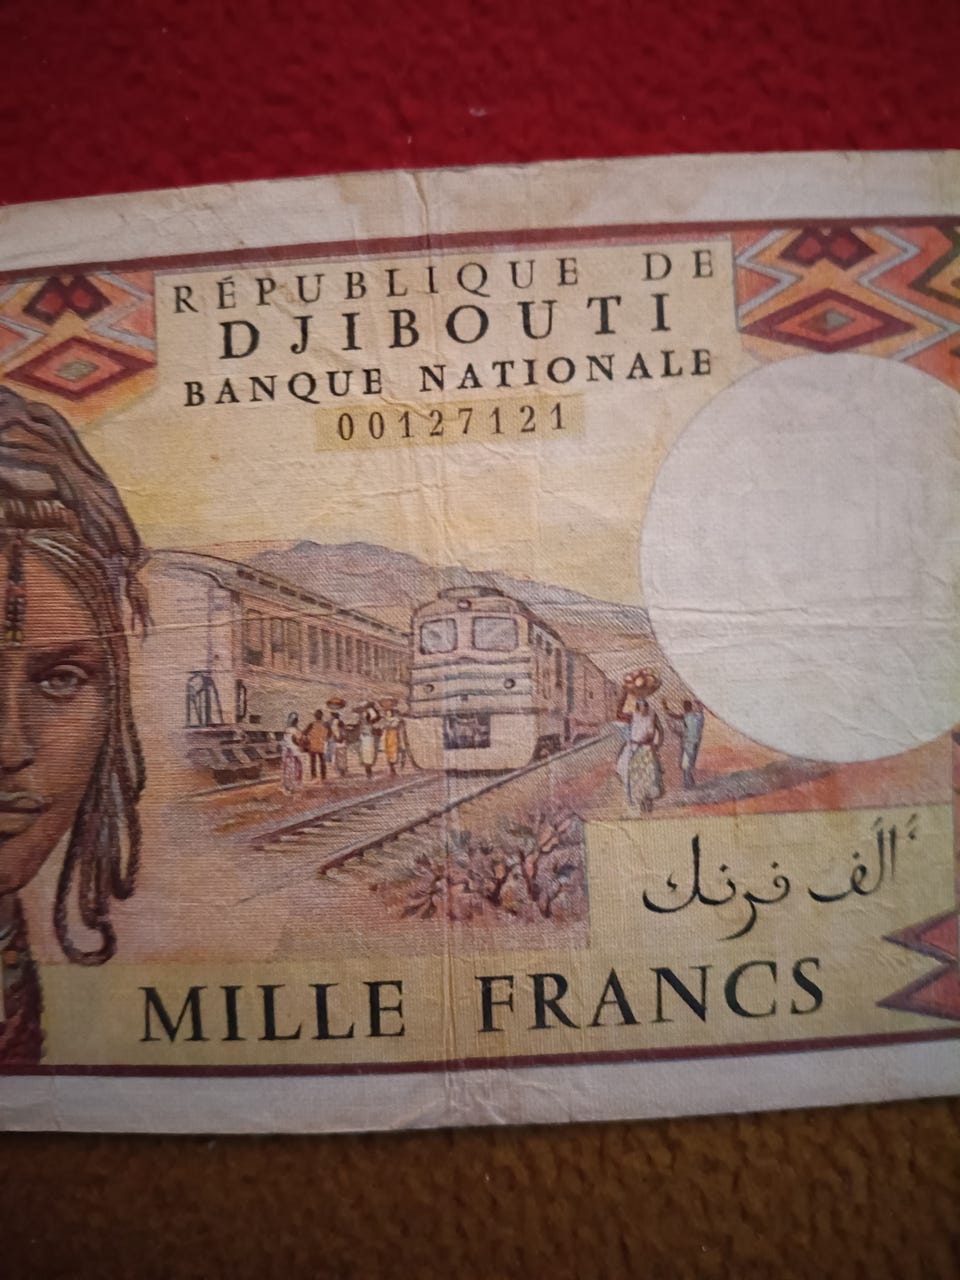 RÉPUBLIQUE DE
DJIBOUTI
BANQUE NATIONALE
00127121
ألف فرنك
MILLE FRANCS